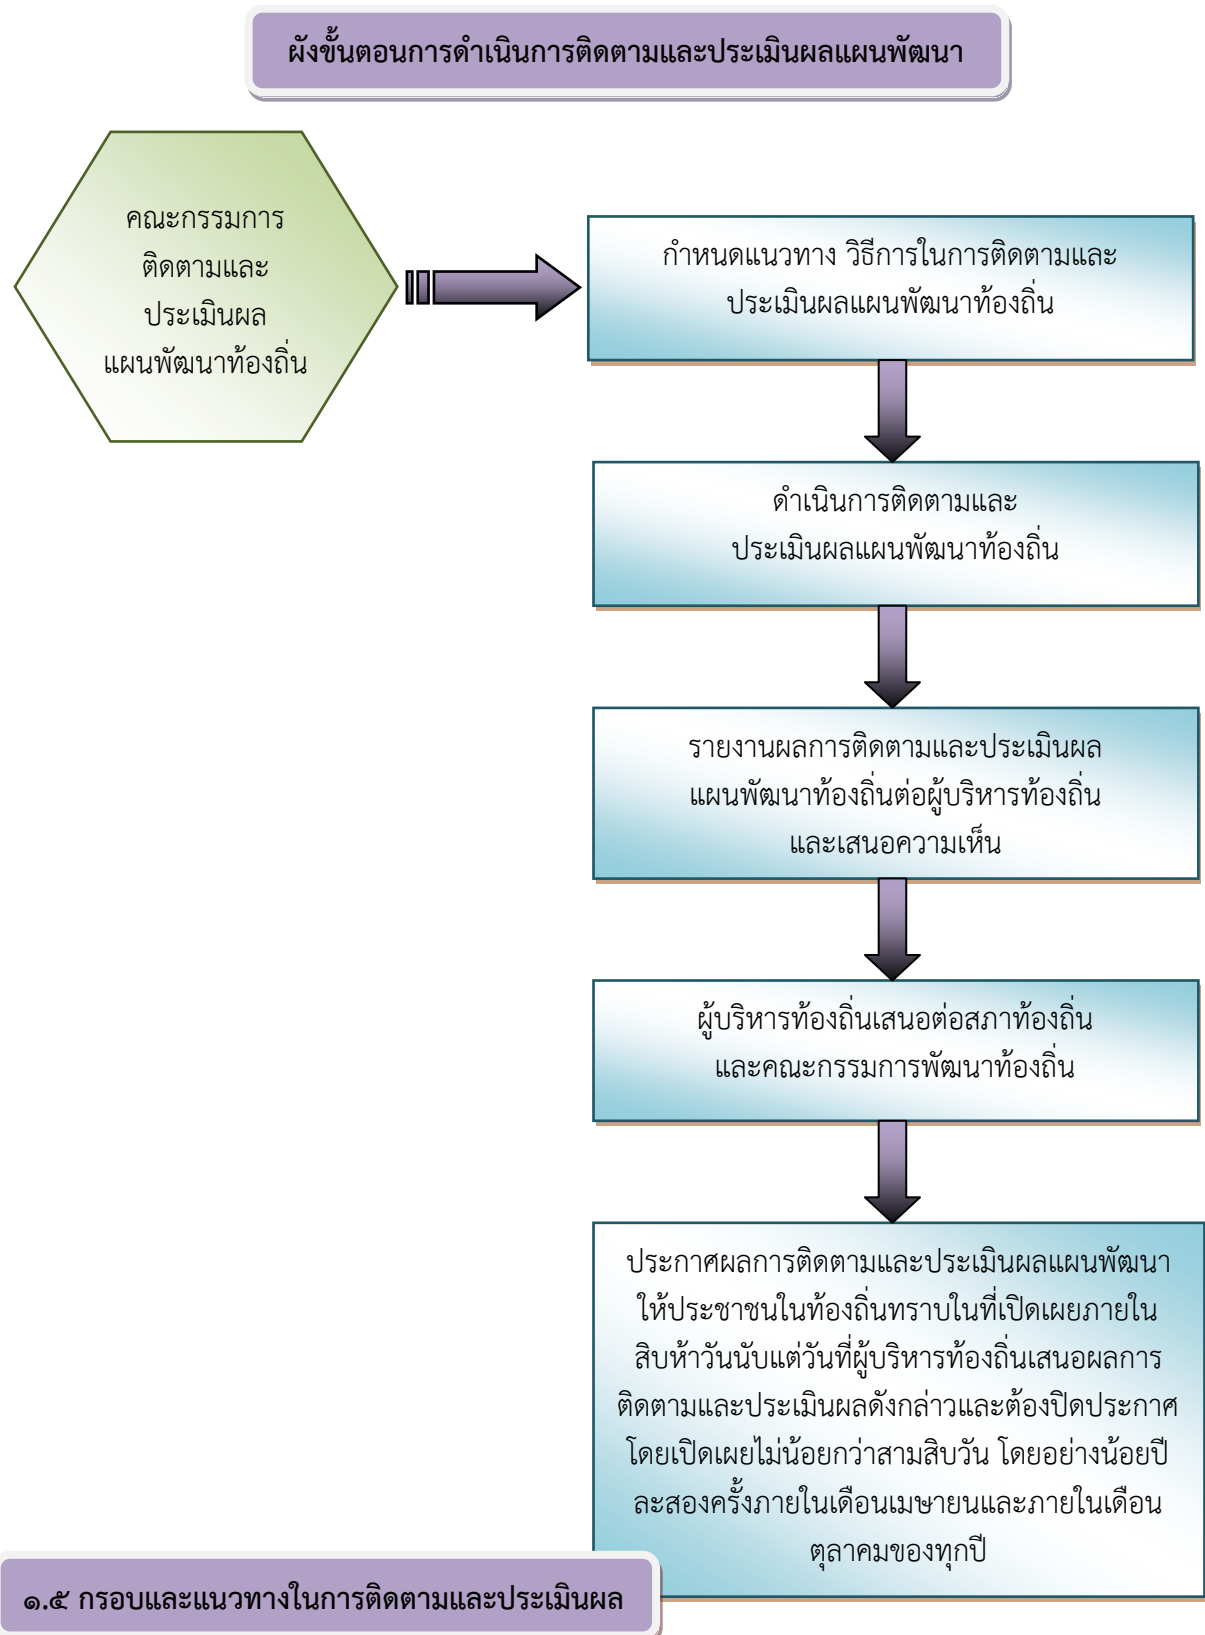 ผังขั้นตอนการดำเนินการติดตามและประเมินผลแผนพัฒนา
คณะกรรมการ
ติดตามและ
ประเมินผล
แผนพัฒนาท้องถิ่น
กำหนดแนวทาง วิธีการในการติดตามและ
ประเมินผลแผนพัฒนาท้องถิ่น
ดำเนินการติดตามและ
ประเมินผลแผนพัฒนาท้องถิ่น
รายงานผลการติดตามและประเมินผล
แผนพัฒนาท้องถิ่นต่อผู้บริหารท้องถิ่น
และเสนอความเห็น
ผู้บริหารท้องถิ่นเสนอต่อสภาท้องถิ่น
และคณะกรรมการพัฒนาท้องถิ่น
ประกาศผลการติดตามและประเมินผลแผนพัฒนา
ให้ประชาชนในท้องถิ่นทราบในที่เปิดเผยภายใน
สิบห้าวันนับแต่วันที่ผู้บริหารท้องถิ่นเสนอผลการ
ติดตามและประเมินผลดังกล่าวและต้องปิดประกาศ
โดยเปิดเผยไม่น้อยกว่าสามสิบวัน โดยอย่างน้อยปี
ละสองครั้งภายในเดือนเมษายนและภายในเดือน
ตุลาคมของทุกปี
๑.๕ กรอบและแนวทางในการติดตามและประเมินผล